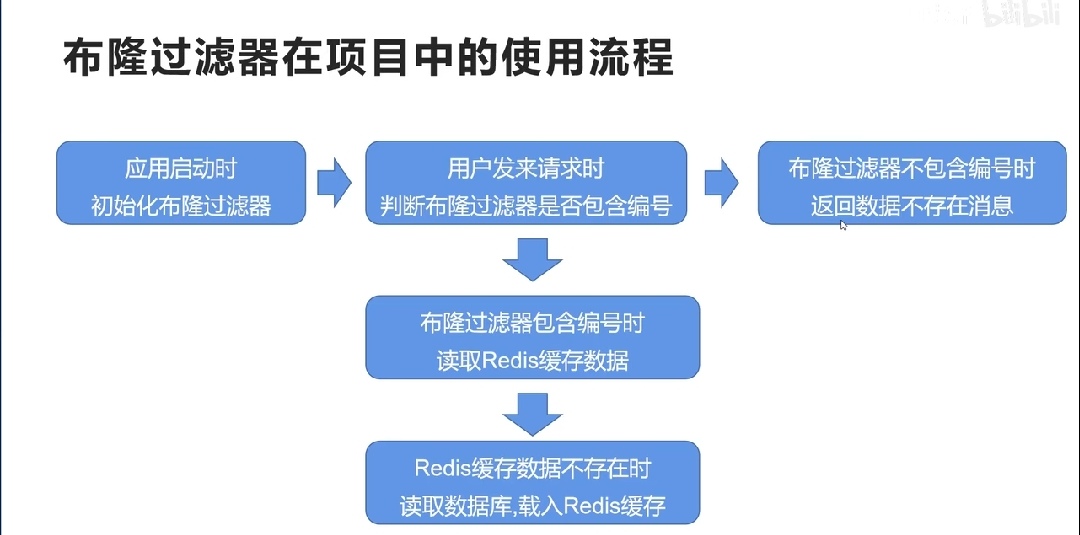 bilibili
布隆过滤器在项目中的使用流程
应用启动时
初始化布隆过滤器
用户发来请求时
判断布隆过滤器是否包含编号
布隆过滤器不包含编号时
返回数据不存在消息
布隆过滤器包含编号时
读取Redis缓存数据
Redis缓存数据不存在时
读取数据库,载入Redis缓存